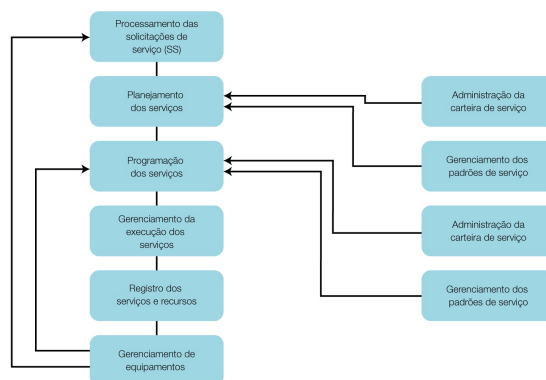 Processamento das
solicitações de
serviço (SS)
Planejamento
dos serviços
Programação
dos serviços
Gerenciamento da
execução dos
serviços
Registro dos
serviços e recursos
Gerenciamento de
equipamentos
Administração da
carteira de serviço
Gerenciamento dos
padrões de serviço
Administração da
carteira de serviço
Gerenciamento dos
padrões de serviço